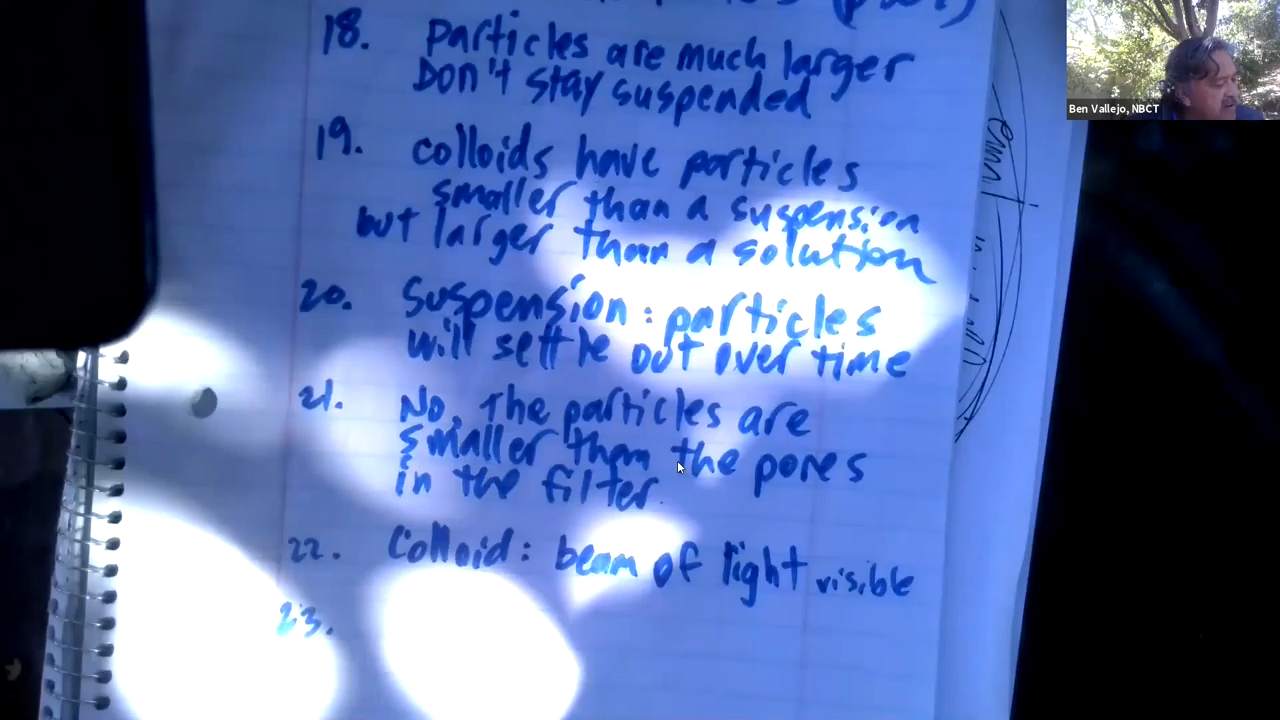 18. Particles are much larger
Don't stay suspended
19. colloids have particles
smaller than a suspension
but larger than a solution
20. Suspension: particles
will settle out over time
21. No, the particles are
smaller than the pores
in the filter.
22. Colloid: beam of light visible
23.
Ben Vallejo, NBCT